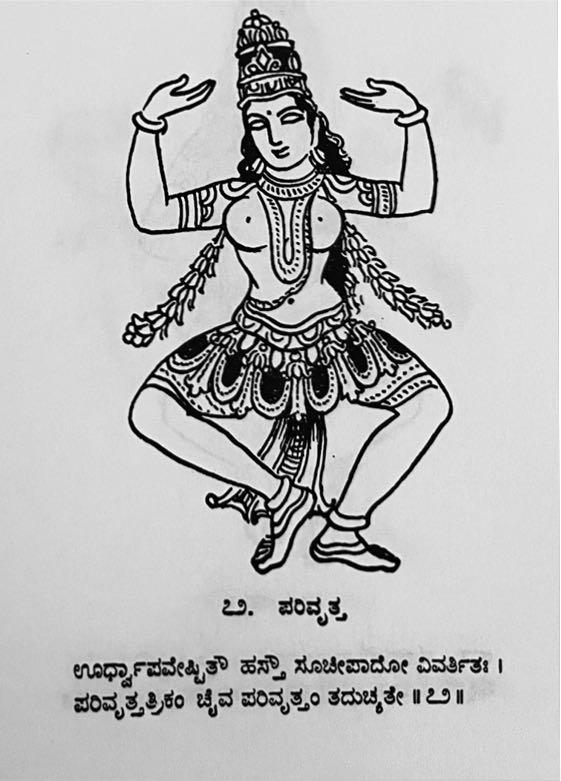 ೭೨. ಪರಿವೃತ್ತ
ಊರ್ಧ್ವಾಪವೇಷ್ಟಿತೌ ಹಸ್ತೌ ಸೂಚೀಪಾದೋ ವಿವರ್ತಿತಃ ।
ಪರಿವೃತ್ತತ್ರಿಕಂ ಚೈವ ಪರಿವೃತ್ತಂ ತದುಚ್ಯತೇ ॥ ೭೨ ॥